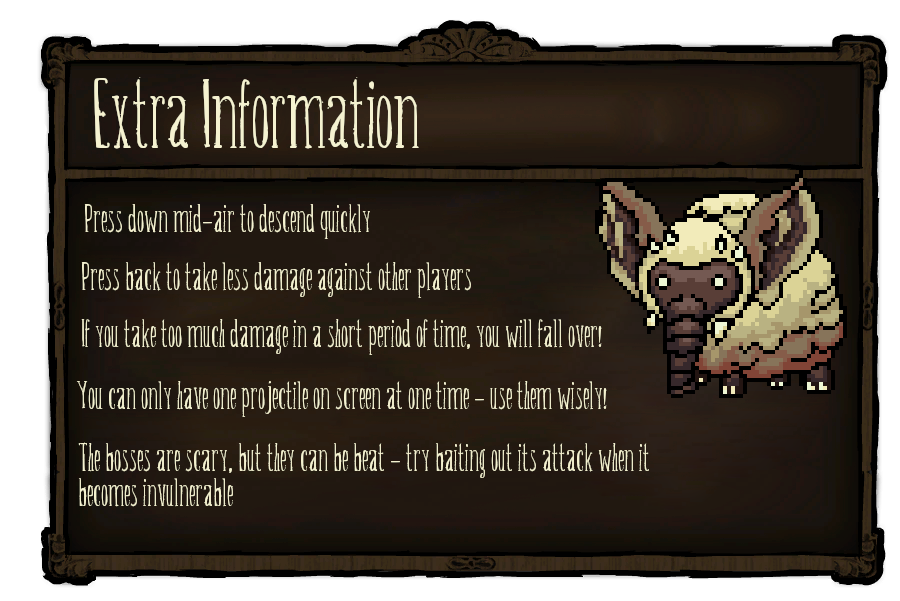 Extra Information
Press down mid-air to descend quickly
Press back to take less damage against other players
If you take too much damage in a short period of time, you will fall over!
You can only have one projectile on screen at one time - use them wisely!
The bosses are scary, but they can be beat - try baiting out its attack when it
becomes invulnerable